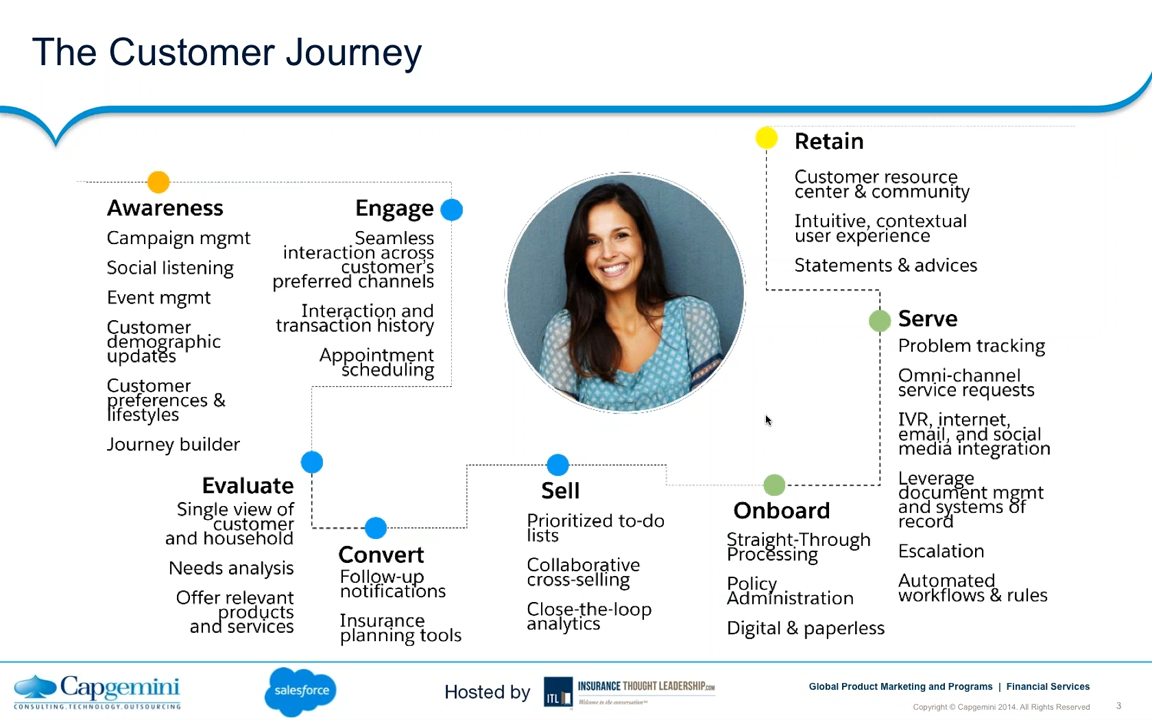 The Customer Journey
Awareness
Campaign mgmt
Social listening
Event mgmt
Customer
demographic
updates
Customer
preferences &
lifestyles
Journey builder
Engage
Seamless
interaction across
customer's
preferred channels
Interaction and
transaction history
Appointment
scheduling
Evaluate
Single view of
customer
and household
Needs analysis
Offer relevant
products
and services
Convert
Follow-up
notifications
Insurance
planning tools
Sell
Prioritized to-do
lists
Collaborative
cross-selling
Close-the-loop
analytics
Onboard
Straight-Through
Processing
Policy
Administration
Digital & paperless
Serve
Problem tracking
Omni-channel
service requests
IVR, internet,
email, and social
media integration
Leverage
document mgmt
and systems of
record
Escalation
Automated
workflows & rules
Retain
Customer resource
center & community
Intuitive, contextual
user experience
Statements & advices
Capgemini
CONSULTING.TECHNOLOGY.OUTSOURCING
salesforce
Hosted by
ITL
INSURANCE THOUGHT LEADERSHIP.COM
Welcome to the conversation
Global Product Marketing and Programs | Financial Services
Copyright © Capgemini 2014. All Rights Reserved
3